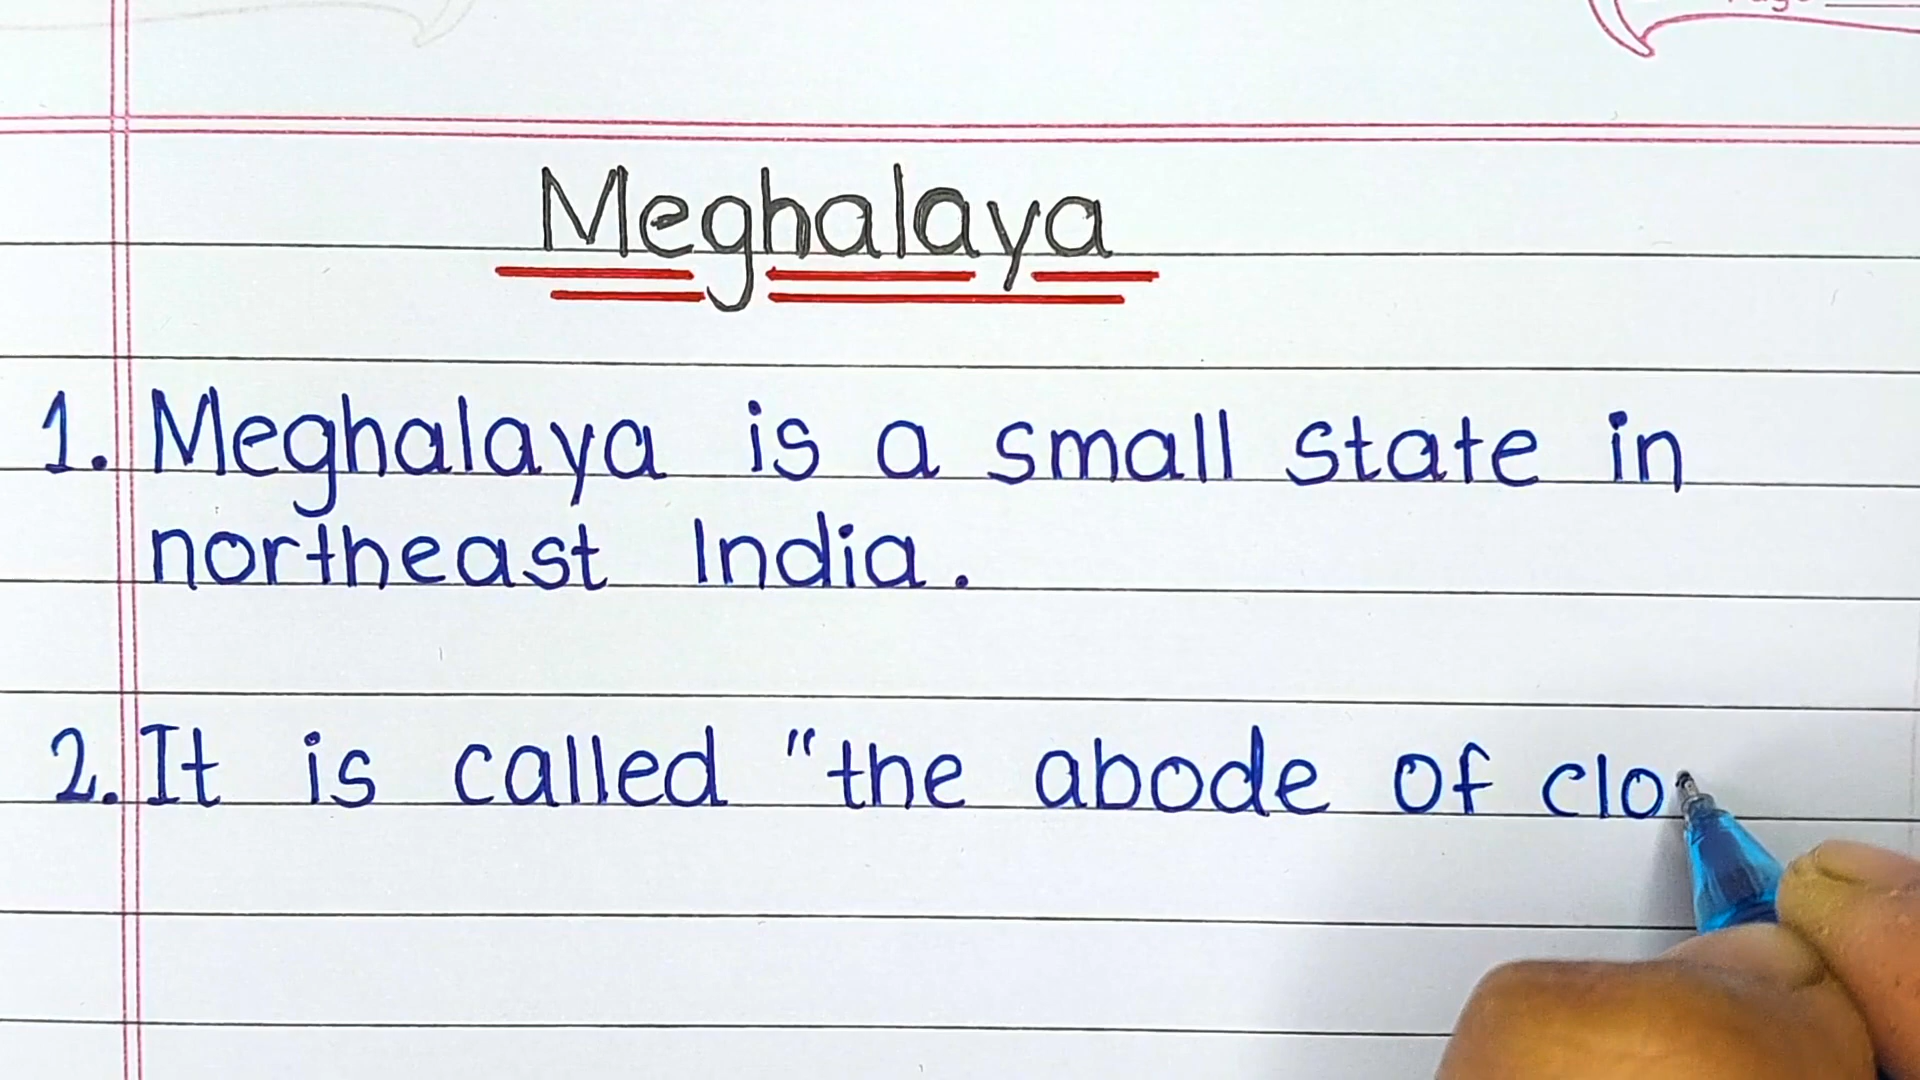 Meghalaya
1. Meghalaya is a small state in
northeast India.
2. It is called "the abode of clo